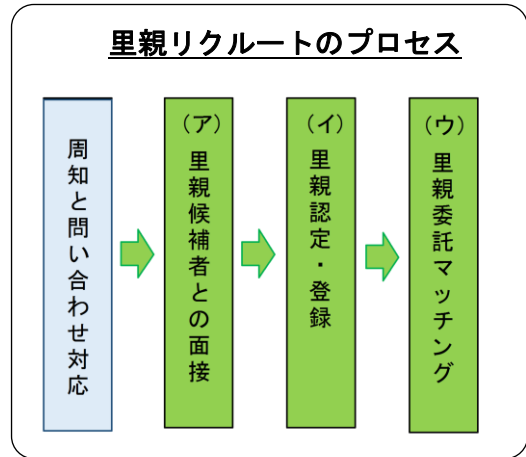 里親リクルートのプロセス
周知と問い合わせ対応
（ア）里親候補者との面接
（イ）里親認定・登録
（ウ）里親委託マッチング